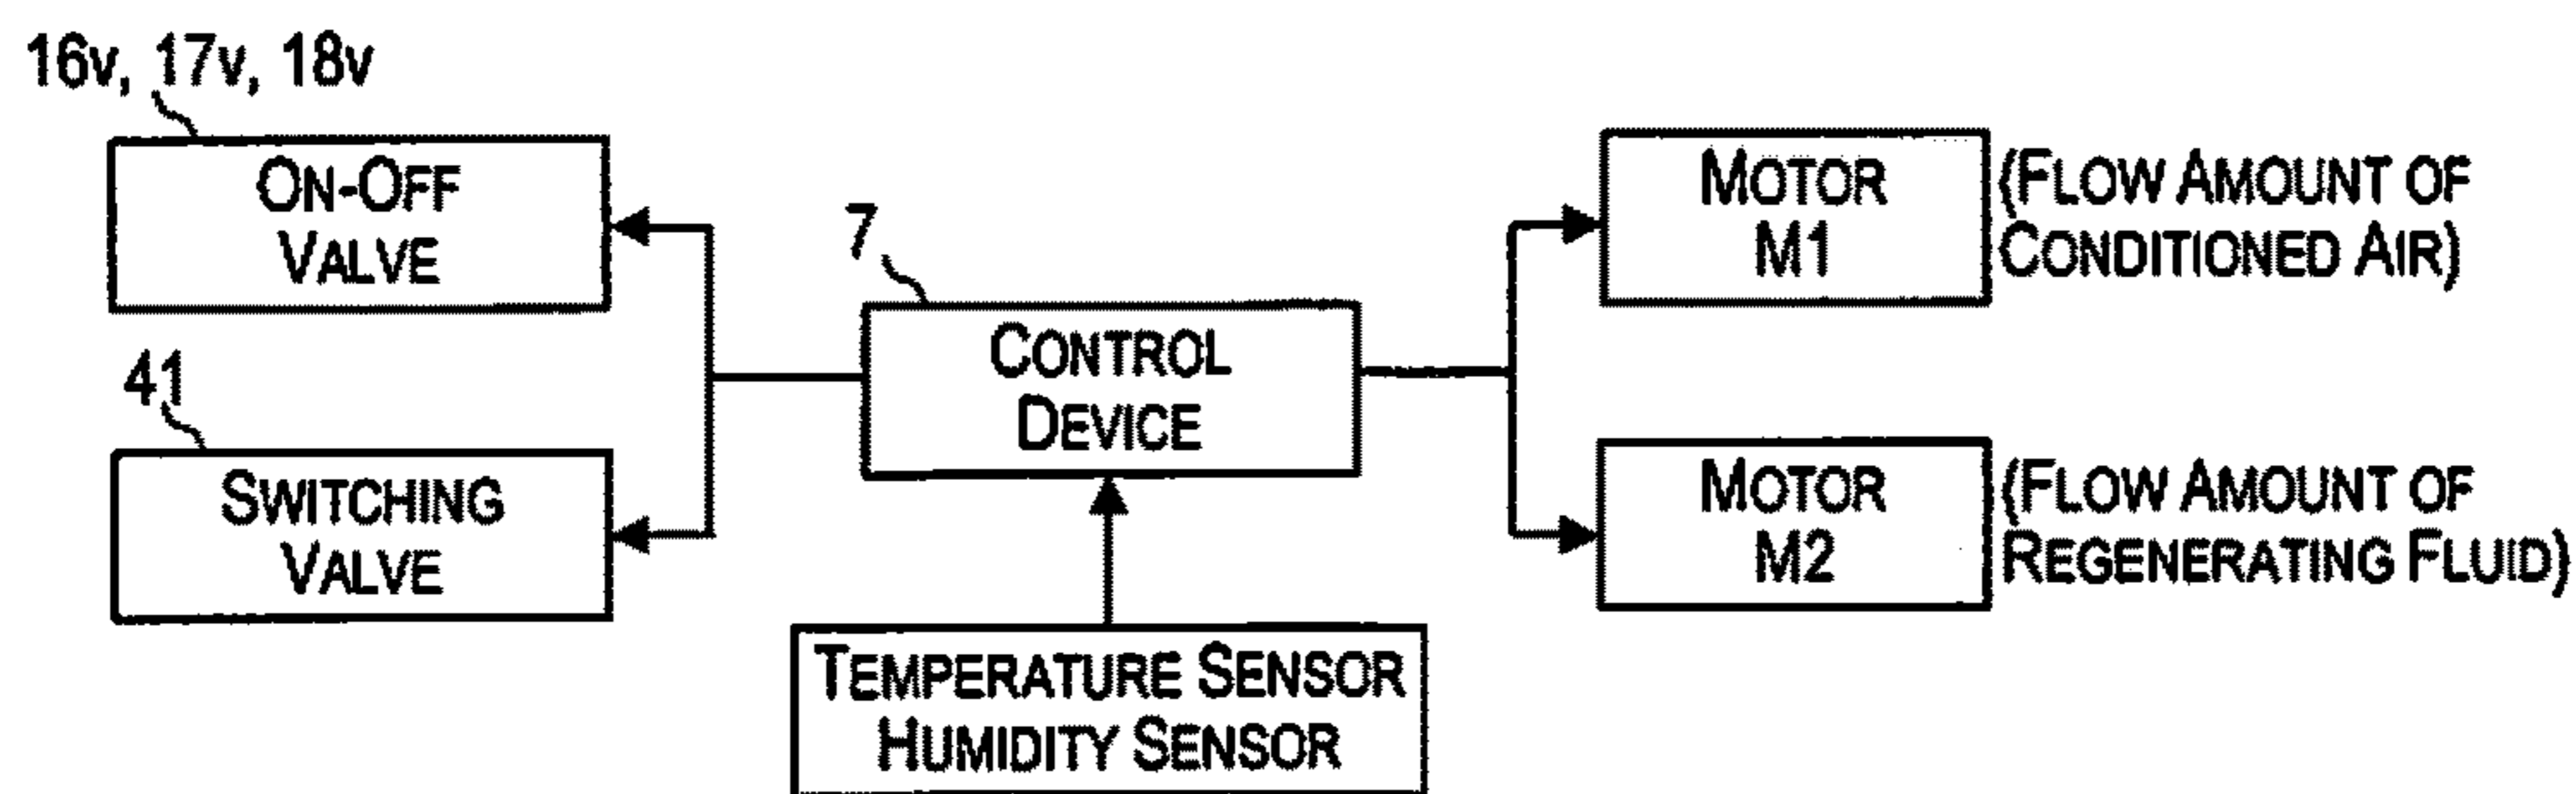 16v, 17v, 18v
ON-OFF
VALVE
41
SWITCHING
VALVE
7
CONTROL
DEVICE
TEMPERATURE SENSOR
HUMIDITY SENSOR
MOTOR
M1
(FLOW AMOUNT OF
CONDITIONED AIR)
MOTOR
M2
(FLOW AMOUNT OF
REGENERATING FLUID)